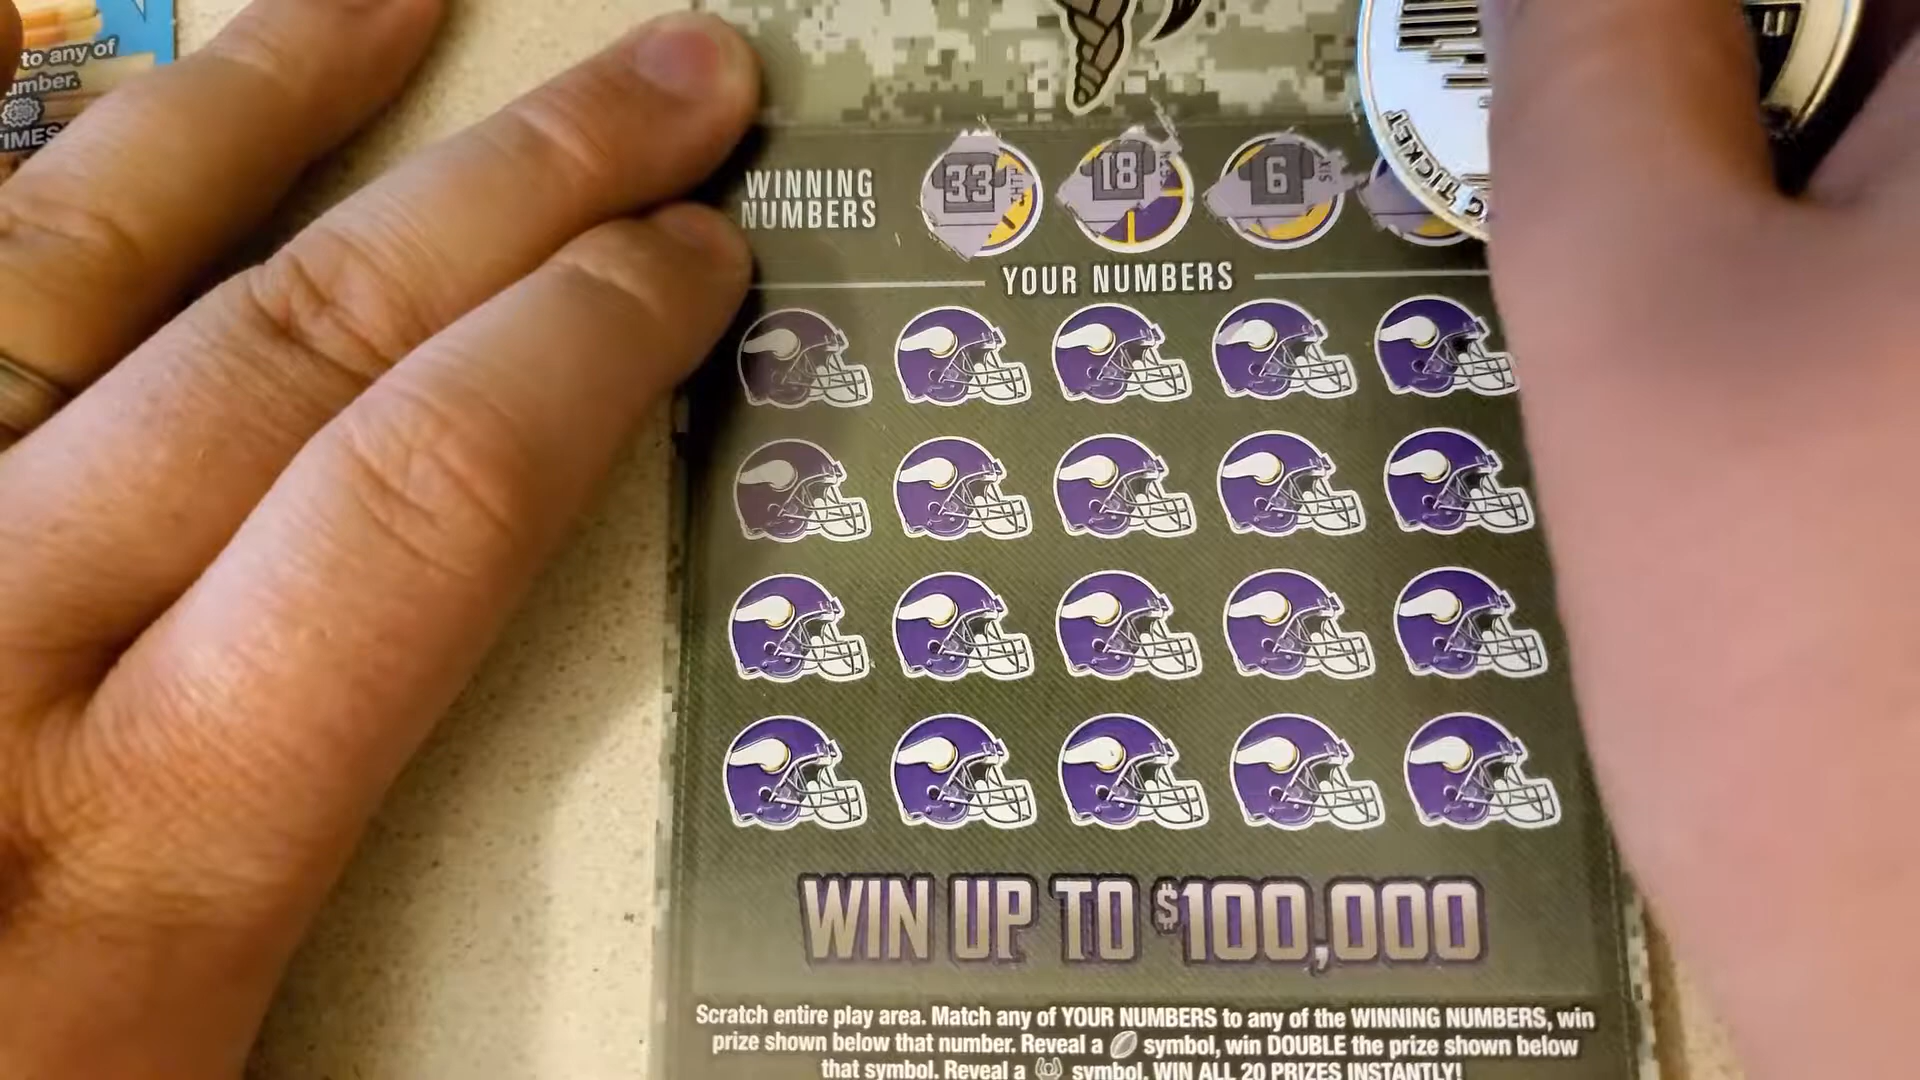 to any of
umber.
TIMES
TICKET
WINNING
NUMBERS
33
18
6
SIX
YOUR NUMBERS
WIN UP TO $100,000
Scratch entire play area. Match any of YOUR NUMBERS to any of the WINNING NUMBERS, win
prize shown below that number. Reveal a symbol, win DOUBLE the prize shown below
that symbol. Reveal a symbol, WIN ALL 20 PRIZES INSTANTLY!